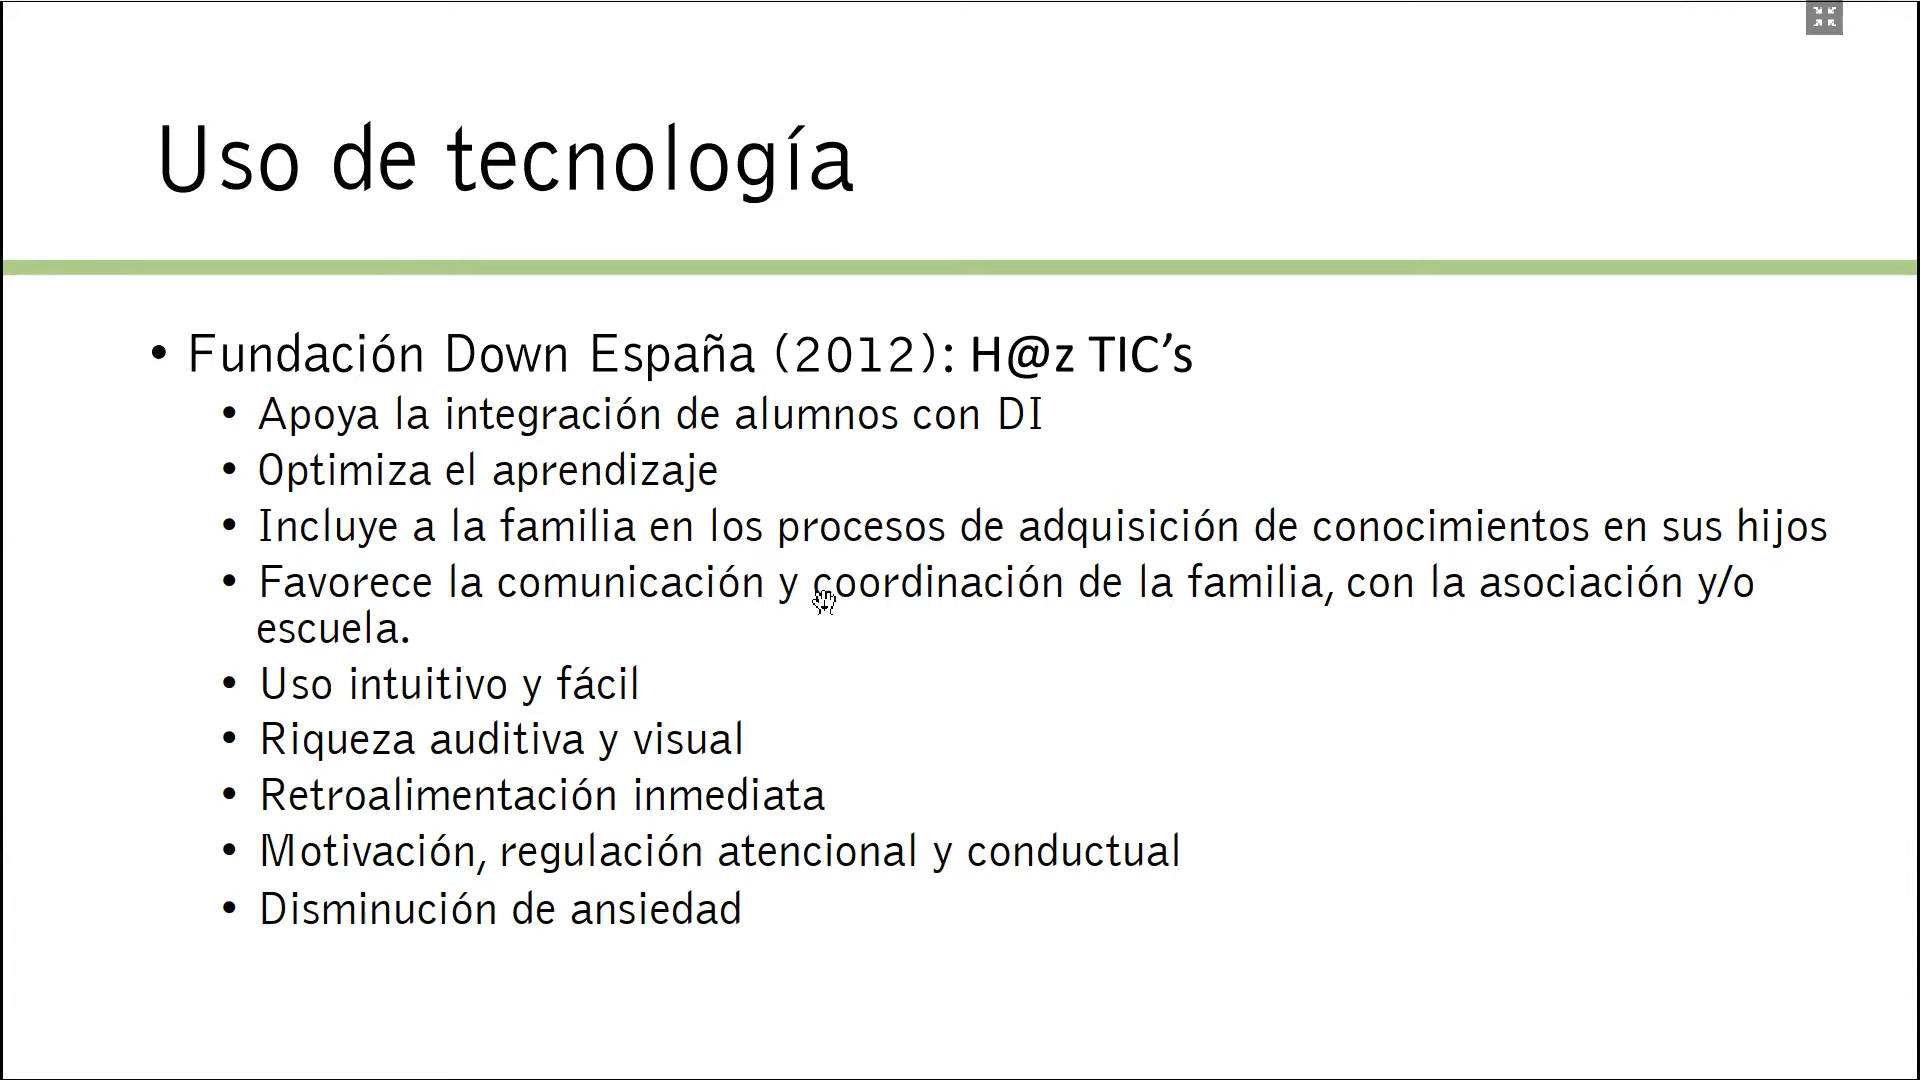 Uso de tecnología
• Fundación Down España (2012): H@z TIC’s
• Apoya la integración de alumnos con DI
• Optimiza el aprendizaje
• Incluye a la familia en los procesos de adquisición de conocimientos en sus hijos
• Favorece la comunicación y coordinación de la familia, con la asociación y/o
escuela.
• Uso intuitivo y fácil
• Riqueza auditiva y visual
• Retroalimentación inmediata
• Motivación, regulación atencional y conductual
• Disminución de ansiedad